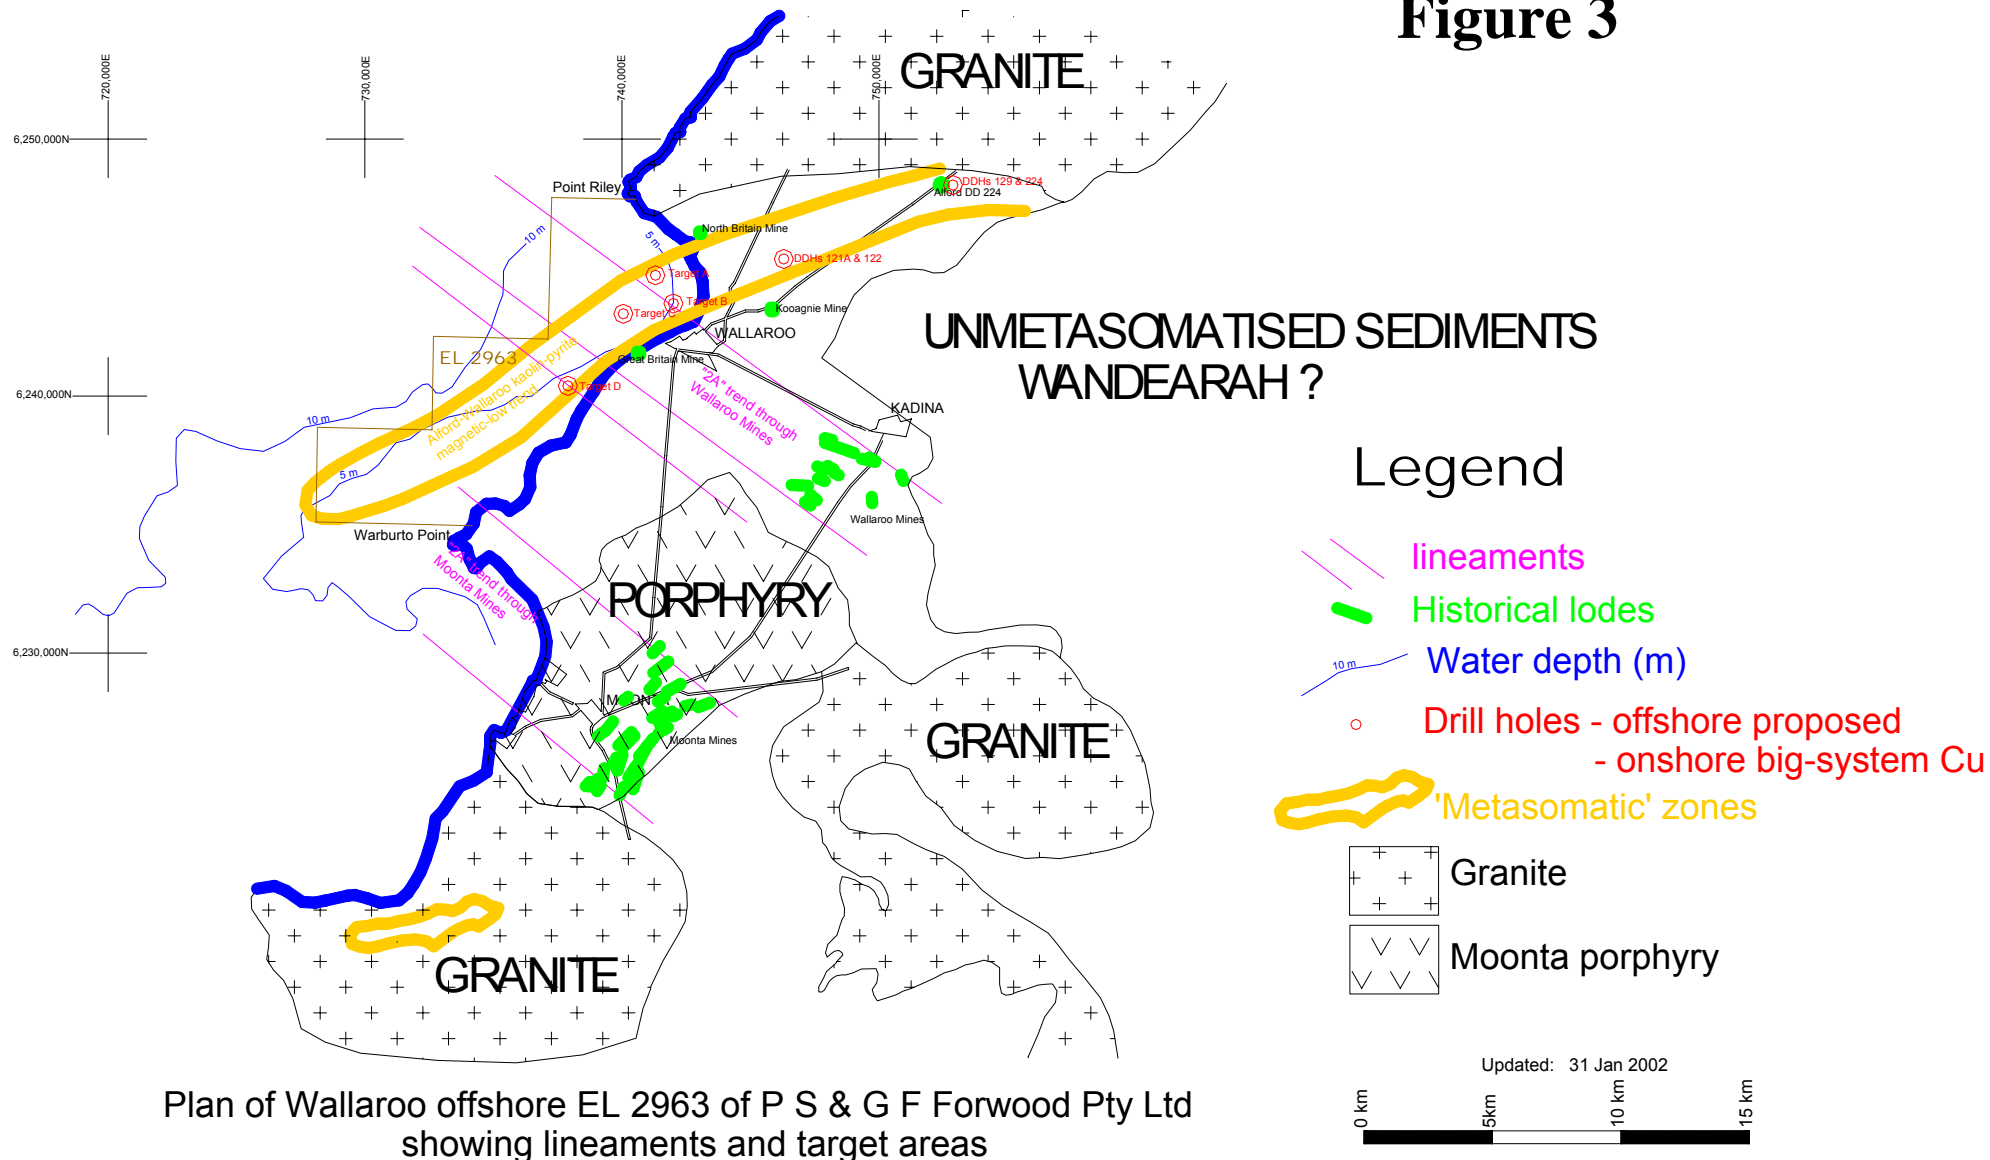 Figure 3
720,000E
730,000E
740,000E
750,000E
GRANITE
6,250,000N
Point Riley
DDHs 129 & 224
Alford DD 224
North Britain Mine
10 m
5 m
DDHs 121A & 122
Target A
Target B
Target C
Kooagnie Mine
WALLAROO
UNMETASOMATISED SEDIMENTS
WANDEARAH ?
EL 2963
Great Britain Mine
Target D
Alford-Wallaroo kaolin-pyrite
magnetic-low trend
"2A" trend through
Wallaroo Mines
6,240,000N
KADINA
10 m
5 m
Legend
Wallaroo Mines
Warburto Point
"2A" trend through
Moonta Mines
lineaments
PORPHYRY
Historical lodes
6,230,000N
10 m
Water depth (m)
MOONTA
Moonta Mines
GRANITE
Drill holes - offshore proposed
- onshore big-system Cu
'Metasomatic' zones
Granite
GRANITE
Moonta porphyry
Updated: 31 Jan 2002
0 km
5km
10 km
15 km
Plan of Wallaroo offshore EL 2963 of P S & G F Forwood Pty Ltd
showing lineaments and target areas